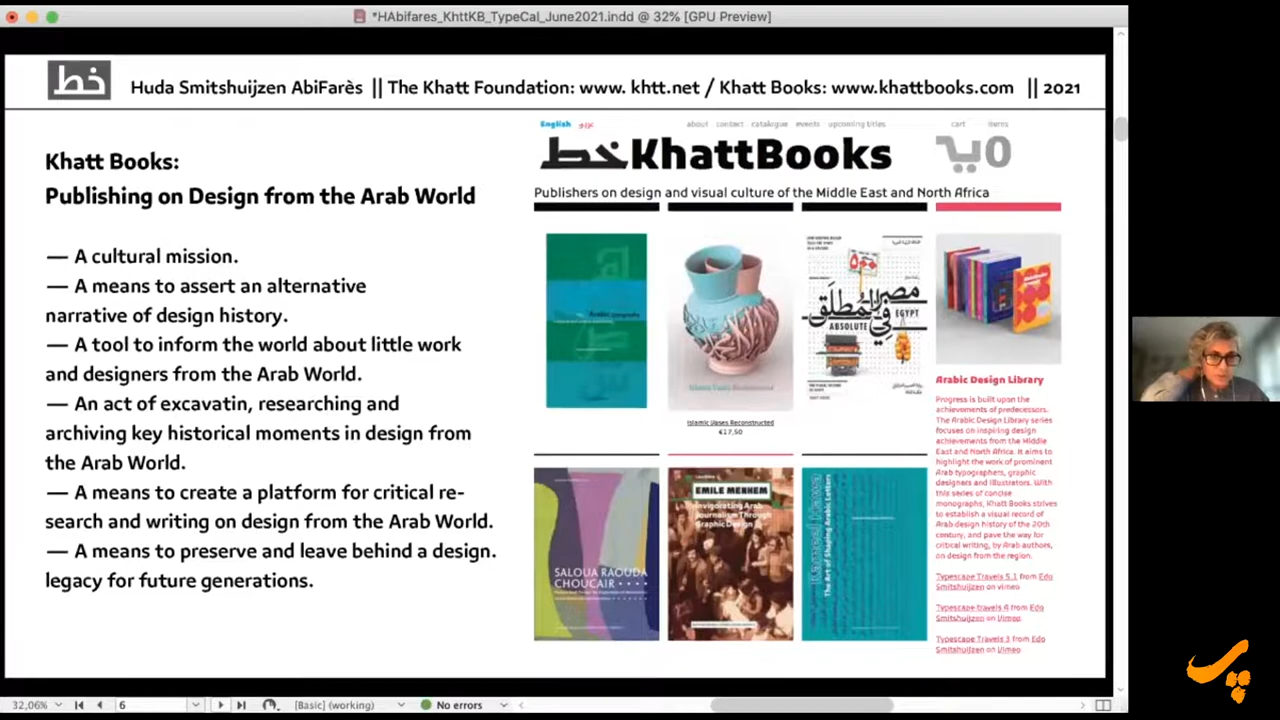 *HAbifares_KhttKB_TypeCal_June2021.indd @ 32% [GPU Preview]
خط
Huda Smitshuijzen AbiFarès || The Khatt Foundation: www. khtt.net / Khatt Books: www.khattbooks.com || 2021
Khatt Books:
Publishing on Design from the Arab World
— A cultural mission.
— A means to assert an alternative
narrative of design history.
— A tool to inform the world about little work
and designers from the Arab World.
— An act of excavatin, researching and
archiving key historical moments in design from
the Arab World.
— A means to create a platform for critical re-
search and writing on design from the Arab World.
— A means to preserve and leave behind a design.
legacy for future generations.
English عربي
about contact catalogue events upcoming titles
cart items
خط KhattBooks
0
Publishers on design and visual culture of the Middle East and North Africa
٥٠٠
مصر
في المُطلَق
EGYPT
ABSOLUTE
Islamic Vases Reconstructed
€17,50
Arabic Design Library
Progress is built upon the
achievements of predecessors.
The Arabic Design Library series
focuses on inspiring design
achievements from the Middle
East and North Africa. It aims to
highlight the work of prominent
Arab typographers, graphic
designers and illustrators. With
this series of concise
monographs, Khatt Books strives
to establish a visual record of
Arab design history of the 20th
century, and pave the way for
critical writing, by Arab authors,
on design from the region.
Typescape Travels 5.1 from Edo
Smitshuijzen on vimeo
Typescape travels 4 from Edo
Smitshuijzen on Vimeo
Typescape Travels 3 from Edo
Smitshuijzen on Vimeo
SALOUA RAOUDA
CHOUCAIR
EMILE MENHEM
Invigorating Arab
Journalism Through
Graphic Design
The Art of Shaping Arabic Letters
32,06%
6
[Basic] (working)
No errors